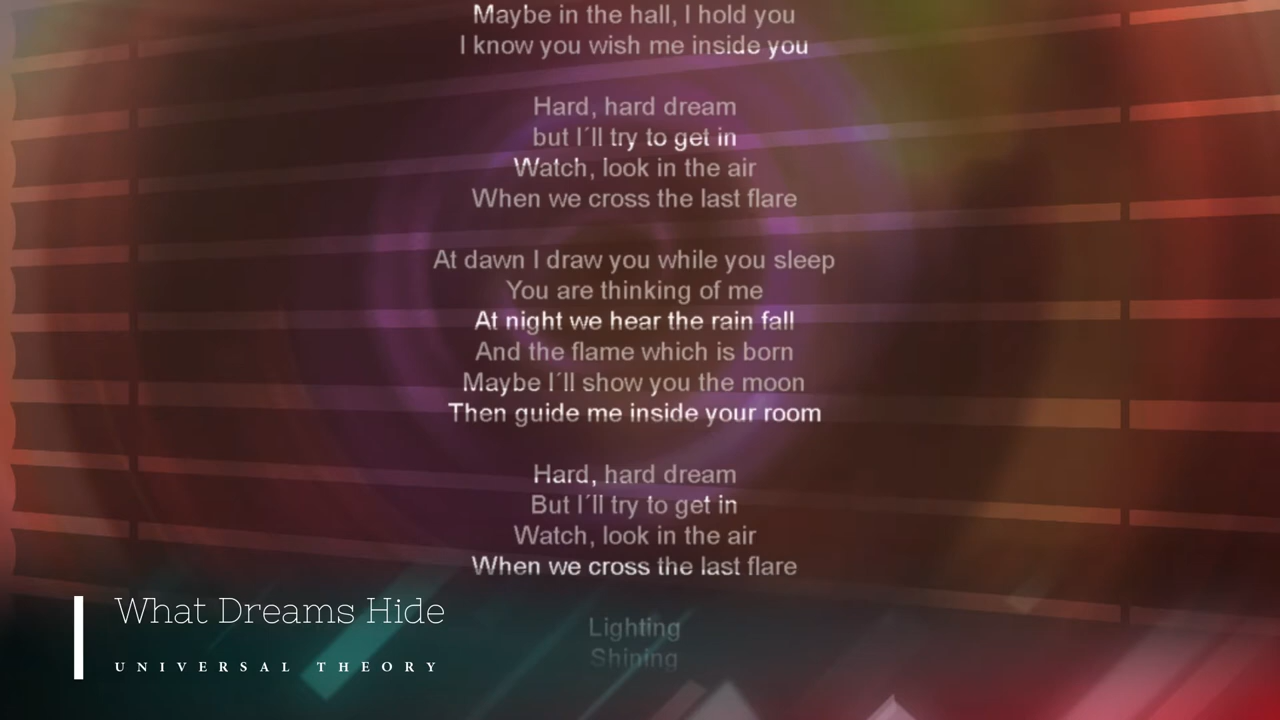 Maybe in the hall, I hold you
I know you wish me inside you
Hard, hard dream
but I´ll try to get in
Watch, look in the air
When we cross the last flare
At dawn I draw you while you sleep
You are thinking of me
At night we hear the rain fall
And the flame which is born
Maybe I´ll show you the moon
Then guide me inside your room
Hard, hard dream
But I´ll try to get in
Watch, look in the air
When we cross the last flare
Lighting
Shining
What Dreams Hide
UNIVERSAL THEORY